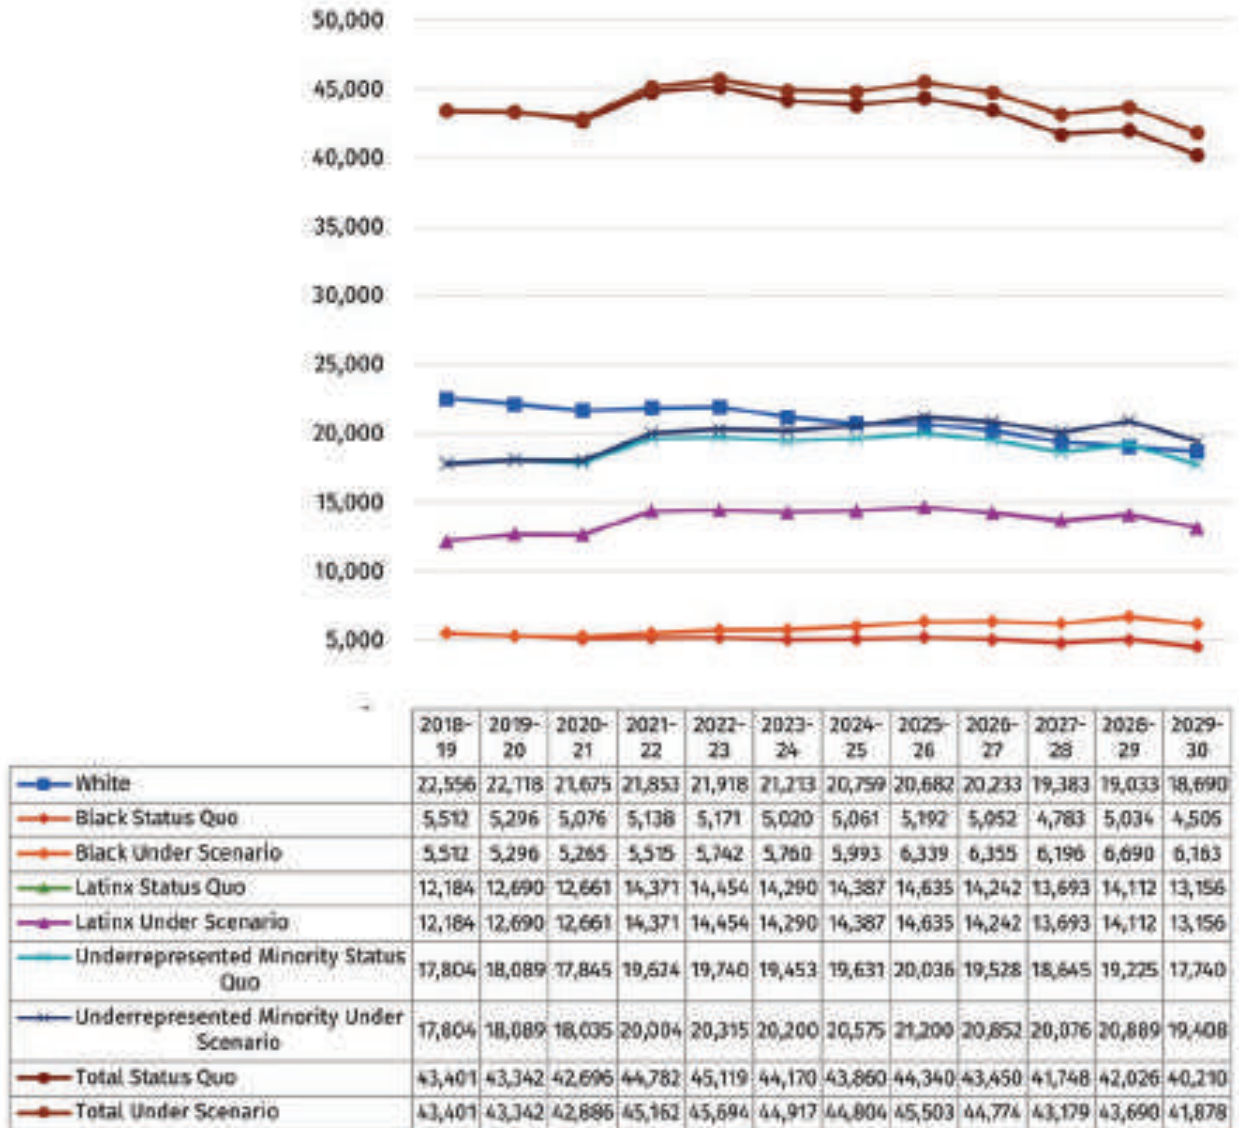 50,000
45,000
40,000
35,000
30,000
25,000
20,000
15,000
10,000
5,000
-
2018-19 2019-20 2020-21 2021-22 2022-23 2023-24 2024-25 2025-26 2026-27 2027-28 2028-29 2029-30
White 22,556 22,118 21,675 21,853 21,918 21,213 20,759 20,682 20,233 19,383 19,033 18,690
Black Status Quo 5,512 5,296 5,076 5,138 5,171 5,020 5,061 5,192 5,052 4,783 5,034 4,505
Black Under Scenario 5,512 5,296 5,265 5,515 5,742 5,760 5,993 6,339 6,355 6,196 6,690 6,163
Latinx Status Quo 12,184 12,690 12,661 14,371 14,454 14,290 14,387 14,635 14,242 13,693 14,112 13,156
Latinx Under Scenario 12,184 12,690 12,661 14,371 14,454 14,290 14,387 14,635 14,242 13,693 14,112 13,156
Underrepresented Minority Status
Quo 17,804 18,089 17,845 19,624 19,740 19,453 19,631 20,036 19,528 18,645 19,225 17,740
Underrepresented Minority Under
Scenario 17,804 18,089 18,035 20,004 20,315 20,200 20,575 21,200 20,852 20,076 20,889 19,408
Total Status Quo 43,401 43,342 42,696 44,782 45,119 44,170 43,860 44,340 43,450 41,748 42,026 40,210
Total Under Scenario 43,401 43,342 42,886 45,162 45,694 44,917 44,804 45,503 44,774 43,179 43,690 41,878